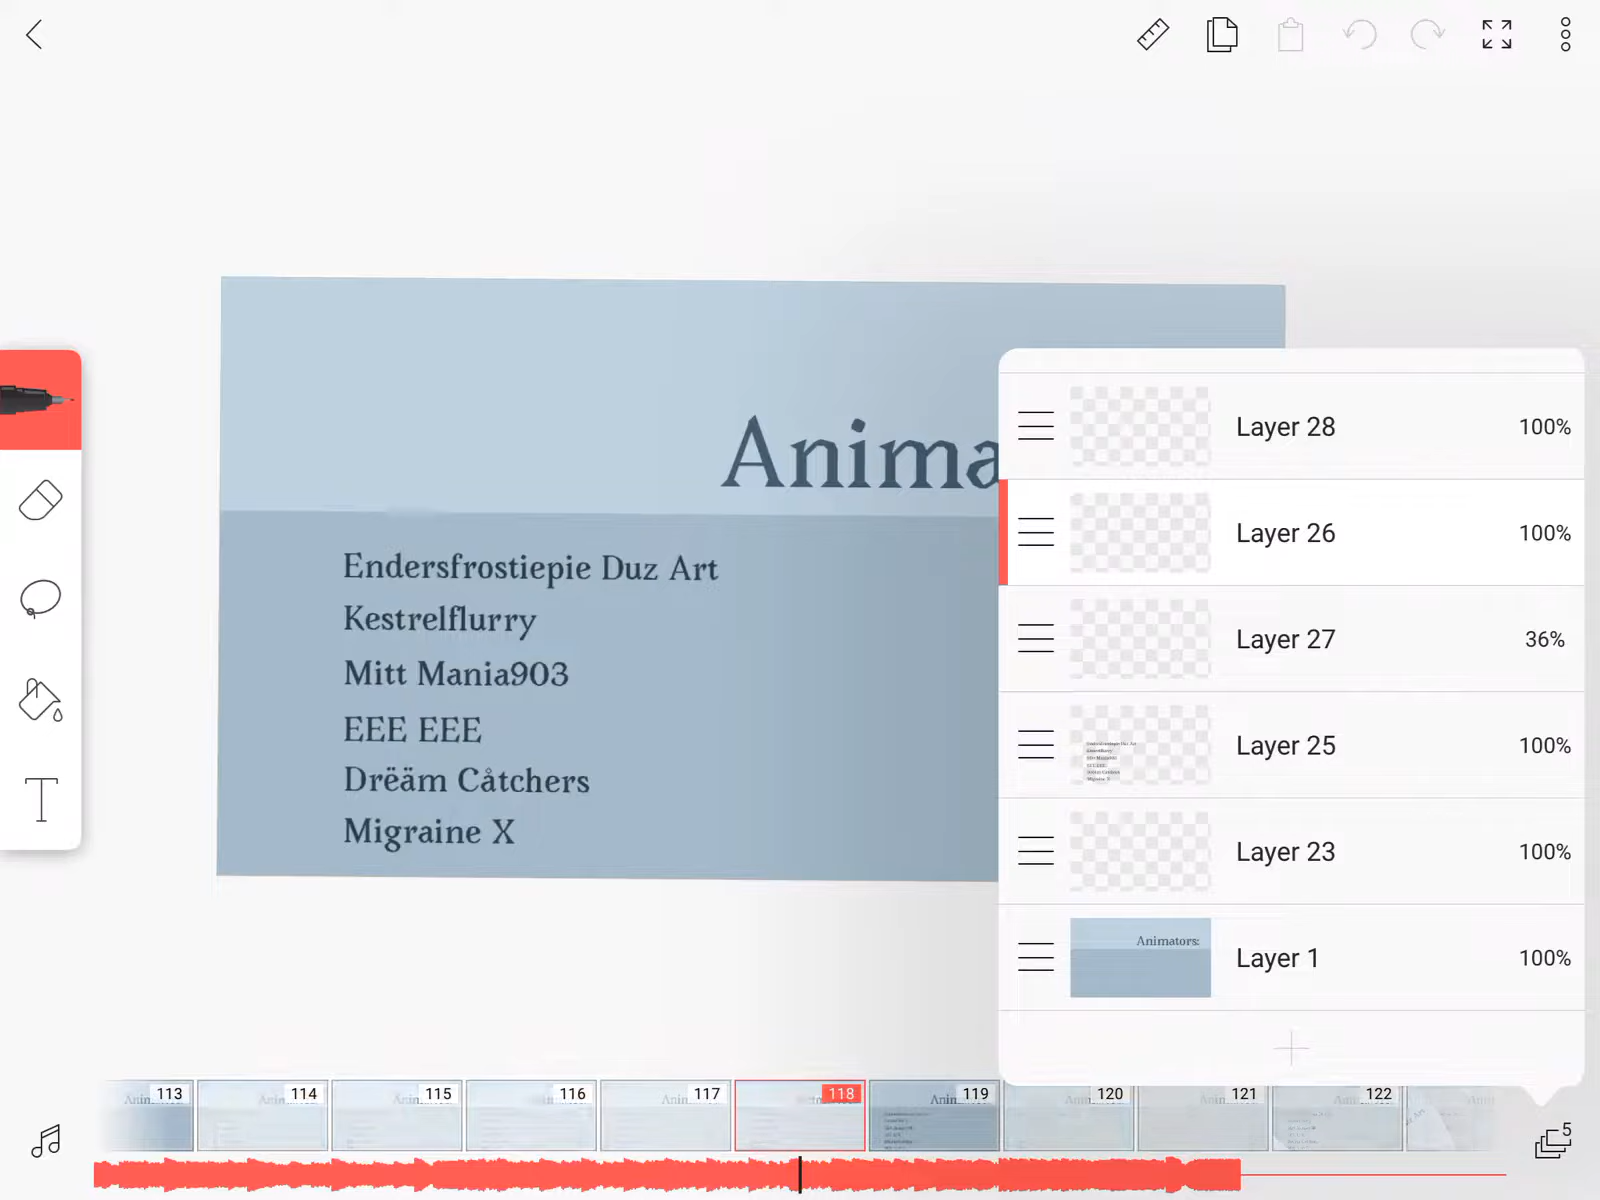 Anima
Endersfrostiepie Duz Art
Kestrelflurry
Mitt Mania903
EEE EEE
Drëäm Cåtchers
Migraine X
Layer 28 100%
Layer 26 100%
Layer 27 36%
Layer 25 100%
Layer 23 100%
Animators:
Layer 1 100%
113 114 115 116 117 118 119 120 121 122
5
T